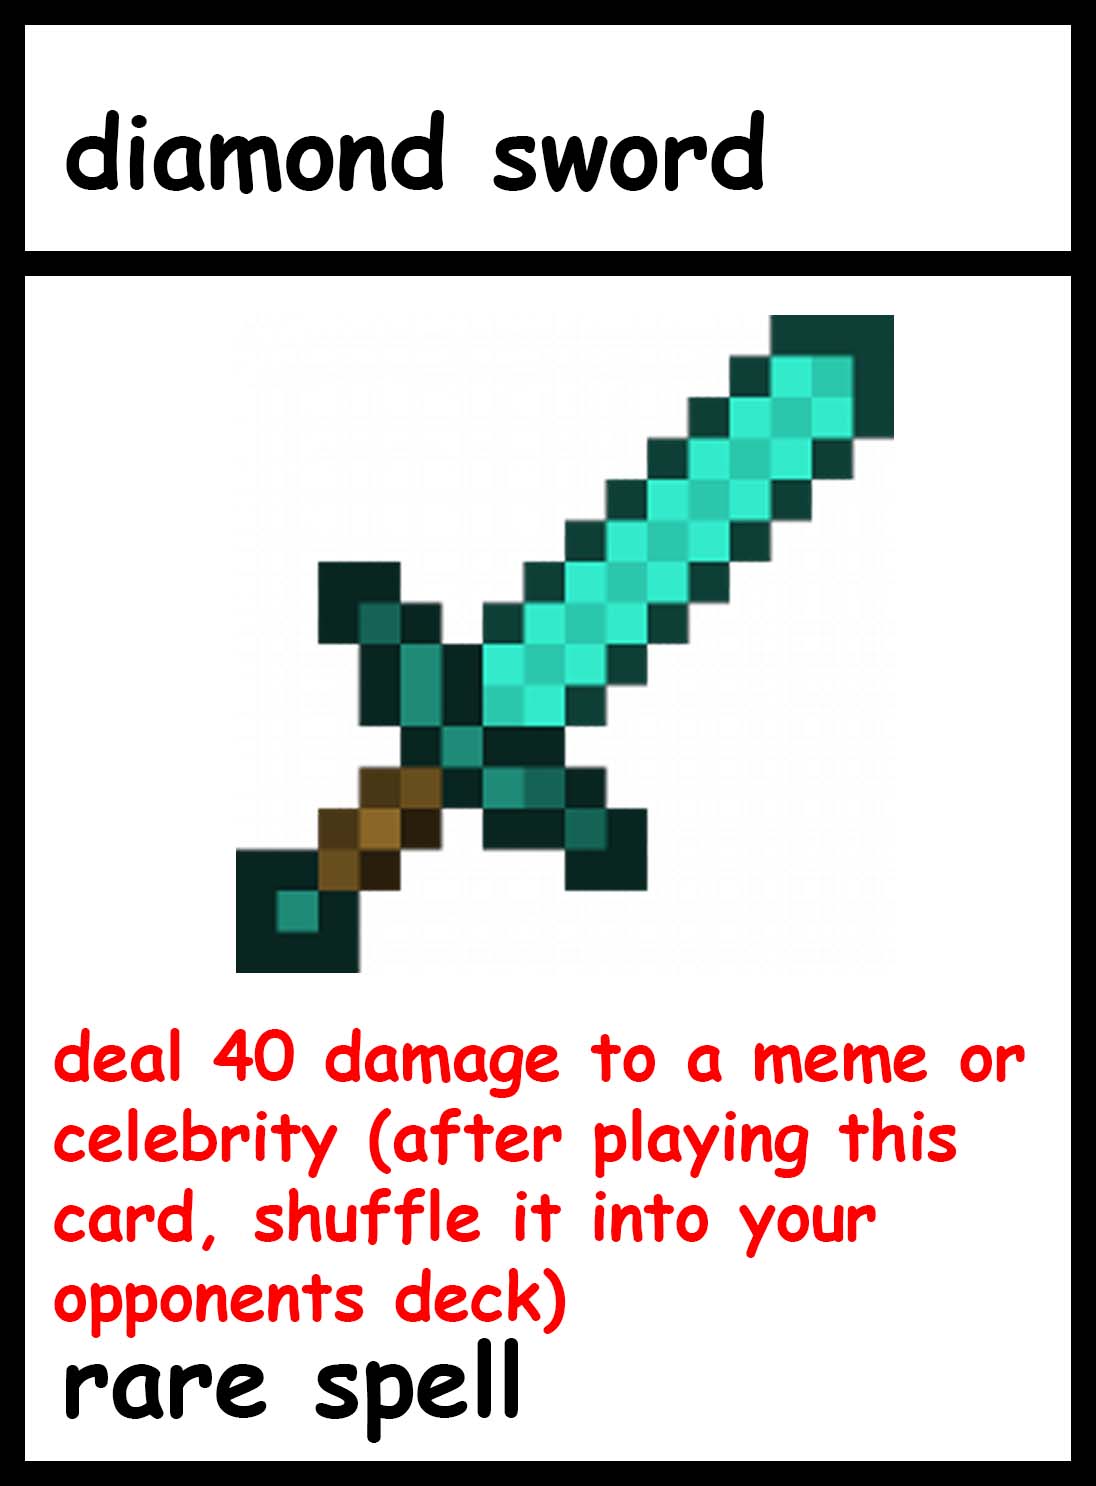 diamond sword
deal 40 damage to a meme or
celebrity (after playing this
card, shuffle it into your
opponents deck)
rare spell